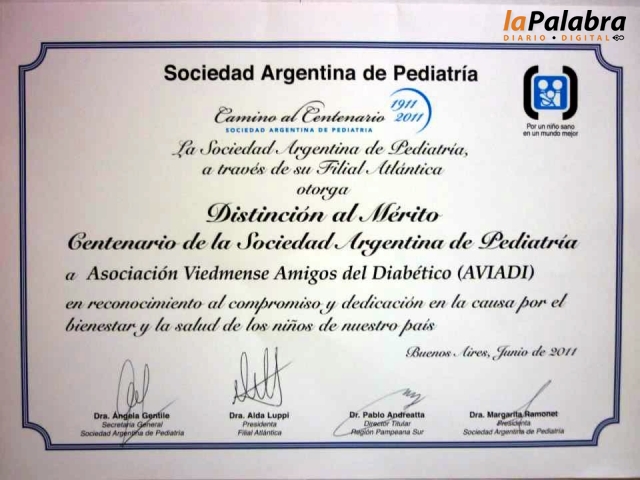 laPalabra
DIARIO • DIGITAL
Sociedad Argentina de Pediatría
Camino al Centenario 1911 2011
SOCIEDAD ARGENTINA DE PEDIATRIA
Por un niño sano
en un mundo mejor
La Sociedad Argentina de Pediatría,
a través de su Filial Atlántica
otorga
Distinción al Mérito
Centenario de la Sociedad Argentina de Pediatría
a Asociación Viedmense Amigos del Diabético (AVIADI)
en reconocimiento al compromiso y dedicación en la causa por el
bienestar y la salud de los niños de nuestro país
Buenos Aires, Junio de 2011
Dra. Ángela Gentile
Secretaria General
Sociedad Argentina de Pediatría
Dra. Alda Luppi
Presidenta
Filial Atlántica
Dr. Pablo Andreatta
Director Titular
Región Pampeana Sur
Dra. Margarita Ramonet
Presidenta
Sociedad Argentina de Pediatría